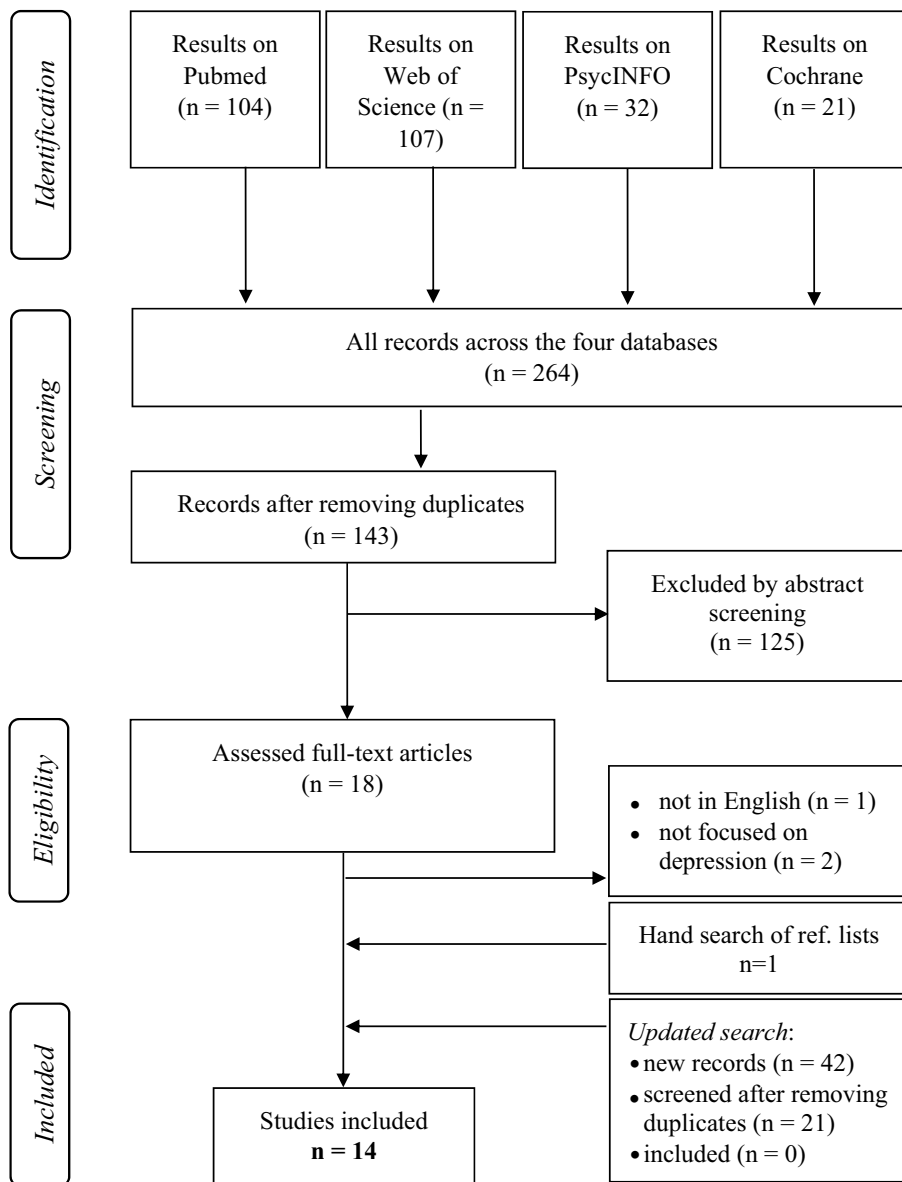 Identification
Results on
Pubmed
(n = 104)
Results on
Web of
Science (n =
107)
Results on
PsycINFO
(n = 32)
Results on
Cochrane
(n = 21)
Screening
All records across the four databases
(n = 264)
Records after removing duplicates
(n = 143)
Excluded by abstract
screening
(n = 125)
Eligibility
Assessed full-text articles
(n = 18)
• not in English (n = 1)
• not focused on
depression (n = 2)
Hand search of ref. lists
n=1
Included
Updated search:
• new records (n = 42)
• screened after removing
duplicates (n = 21)
• included (n = 0)
Studies included
n = 14